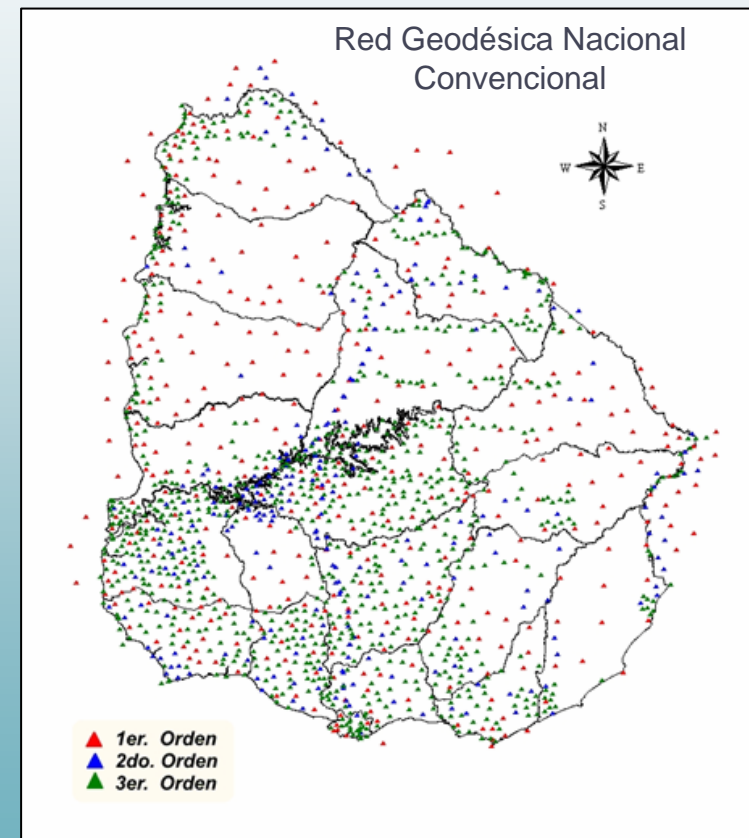 Red Geodésica Nacional
Convencional
N
W E
S
1er. Orden
2do. Orden
3er. Orden